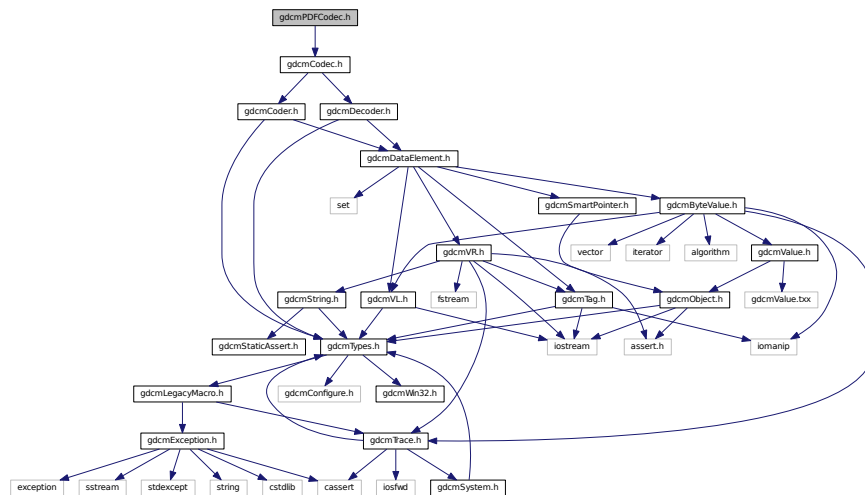 gdcmPDFCodec.h
gdcmCodec.h
gdcmCoder.h
gdcmDecoder.h
gdcmDataElement.h
set
gdcmSmartPointer.h
gdcmByteValue.h
vector
iterator
algorithm
gdcmVR.h
gdcmValue.h
gdcmString.h
gdcmVL.h
fstream
gdcmTag.h
gdcmObject.h
gdcmValue.txx
gdcmStaticAssert.h
gdcmTypes.h
iostream
assert.h
iomanip
gdcmLegacyMacro.h
gdcmConfigure.h
gdcmWin32.h
gdcmException.h
gdcmTrace.h
exception
sstream
stdexcept
string
cstdlib
cassert
iosfwd
gdcmSystem.h